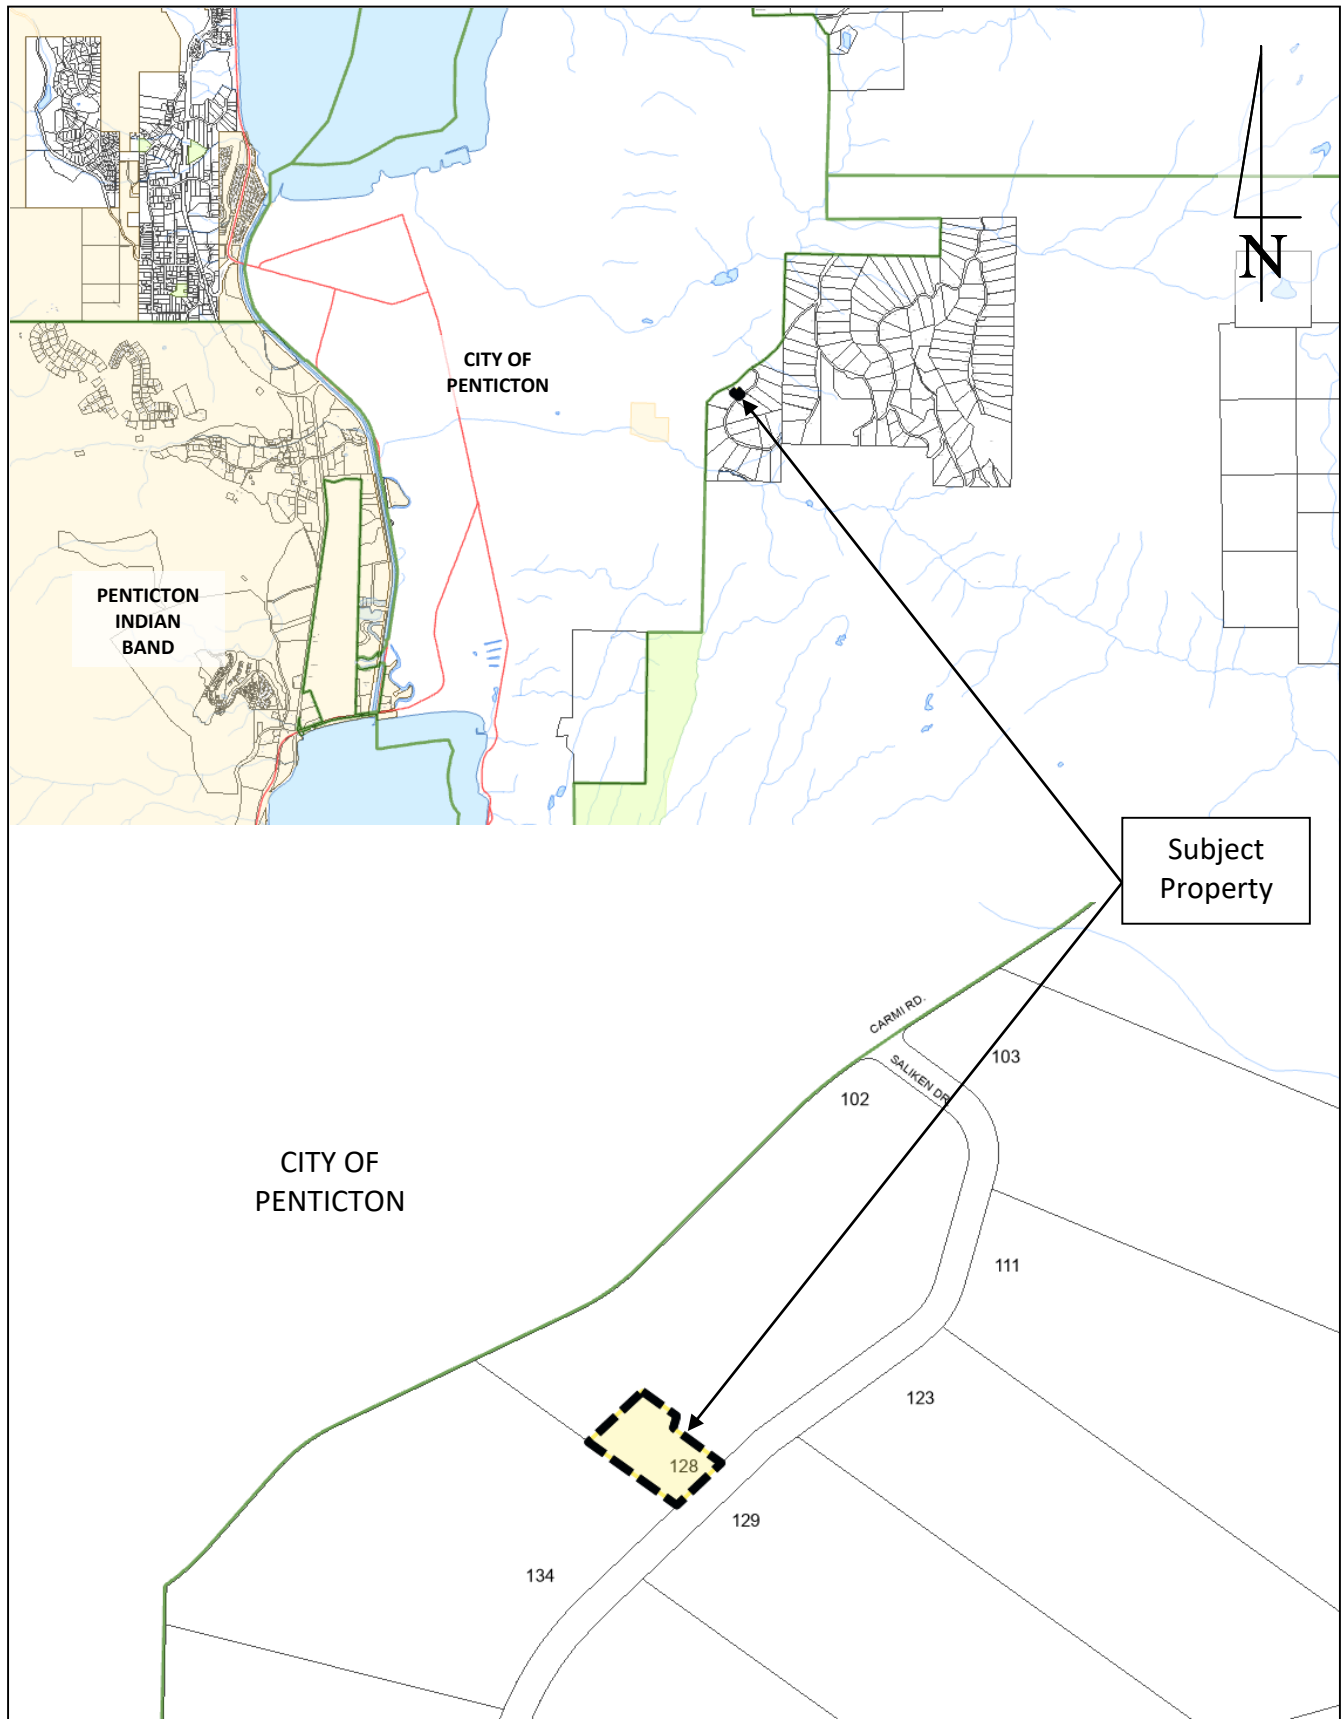 N
CITY OF
PENTICTON
PENTICTON
INDIAN
BAND
Subject
Property
CARMI RD.
SALIKEN DR.
103
102
CITY OF
PENTICTON
111
123
128
129
134